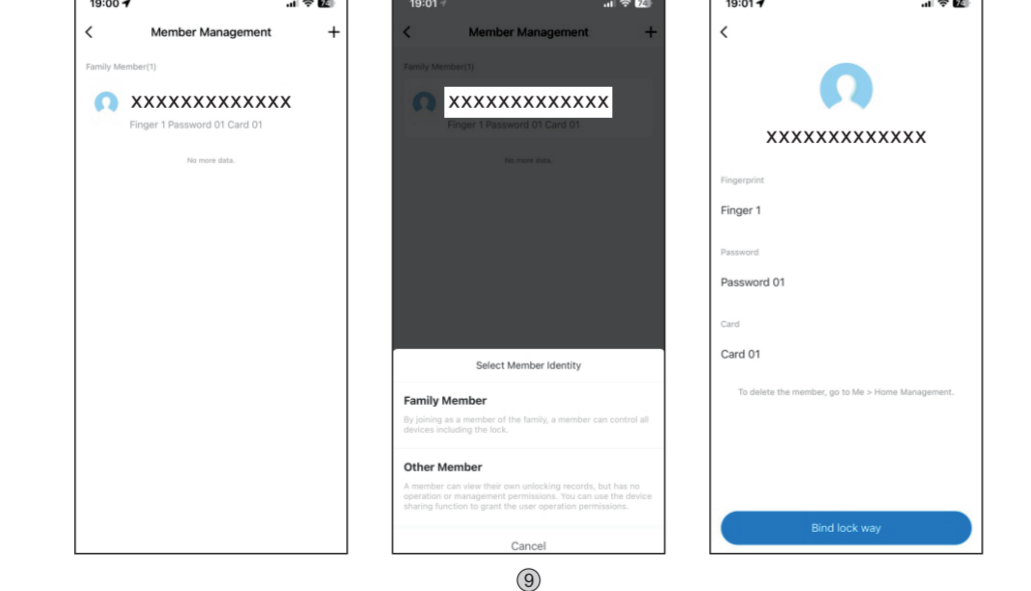 19:00
74
Member Management
Family Member(1)
XXXXXXXXXXXXX
Finger 1 Password 01 Card 01
No more data.
19:01
74
Member Management
Family Member(1)
XXXXXXXXXXXXX
Finger 1 Password 01 Card 01
No more data.
Select Member Identity
Family Member
By joining as a member of the family, a member can control all
devices including the lock.
Other Member
A member can view their own unlocking records, but has no
operation or management permissions. You can use the device
sharing function to grant the user operation permissions.
Cancel
19:01
74
XXXXXXXXXXXXX
Fingerprint
Finger 1
Password
Password 01
Card
Card 01
To delete the member, go to Me > Home Management.
Bind lock way
9